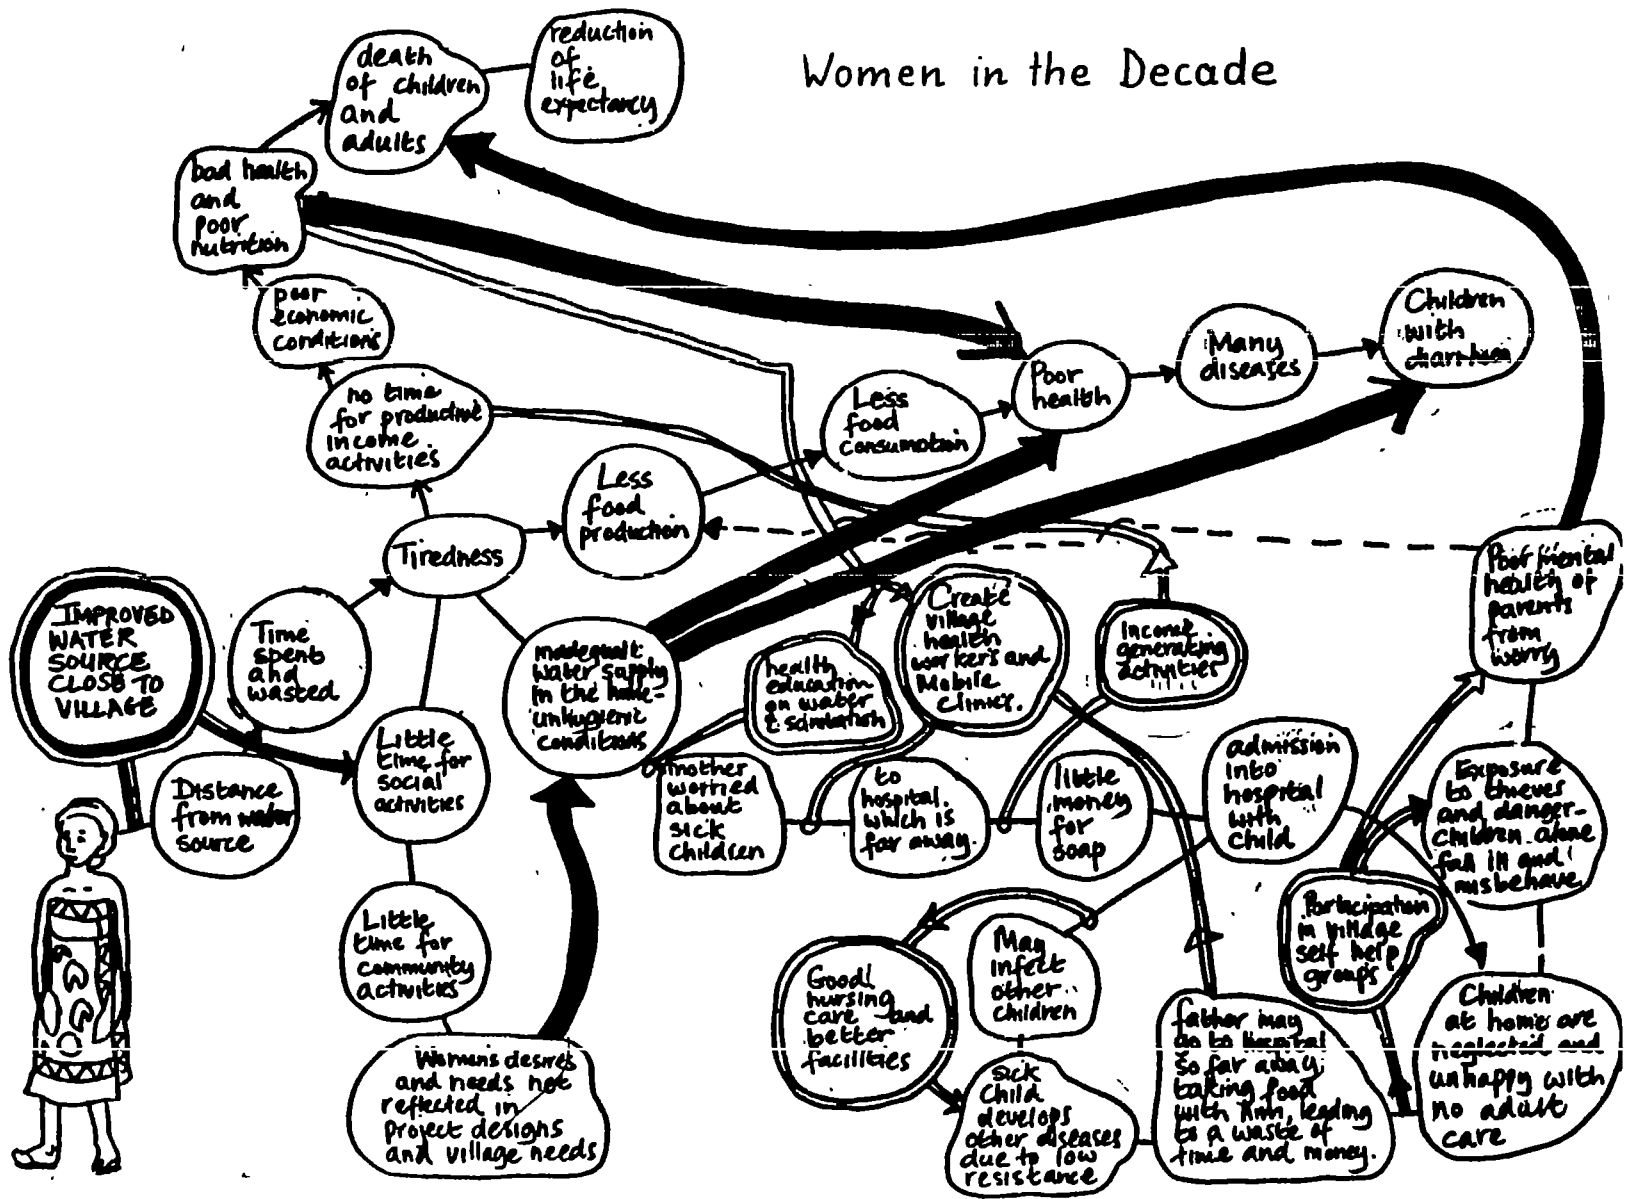 Women in the Decade
reduction
of
life
expectancy
death
of children
and
adults
bad health
and
poor
nutrition
poor
economic
conditions
no time
for productive
income
activities
Tiredness
Less
food
production
Less
food
consumotion
Poor
health
Many
diseases
Children
with
diarrhoea
IMPROVED
WATER
SOURCE
CLOSE TO
VILLAGE
Time
spent
and
wasted
Distance
from water
source
Little
time for
social
activities
Little
time for
community
activities
Womens desires
and needs not
reflected in
project designs
and village needs
inadequate
water supply
in the home-
unhygienic
conditions
health
education
on water
& sanitation
Create
village
health
workers and
Mobile
Clinics.
Income
generating
activities
mother
worried
about
sick
children
to
hospital.
which is
far away.
little
money
for
soap
admission
into
hospital
with
child
Poor mental
health of
parents
from
worry
Exposure
to thieves
and danger-
children alone
fall ill and
misbehave
Participation
in village
self help
groups
Children
at home are
neglected and
unhappy with
no adult
care
father may
go to hospital
so far away,
taking food
with him, leading
to a waste of
time and money.
May
infect
other
children
Good
nursing
care and
better
facilities
sick
child
develops
other diseases
due to low
resistance